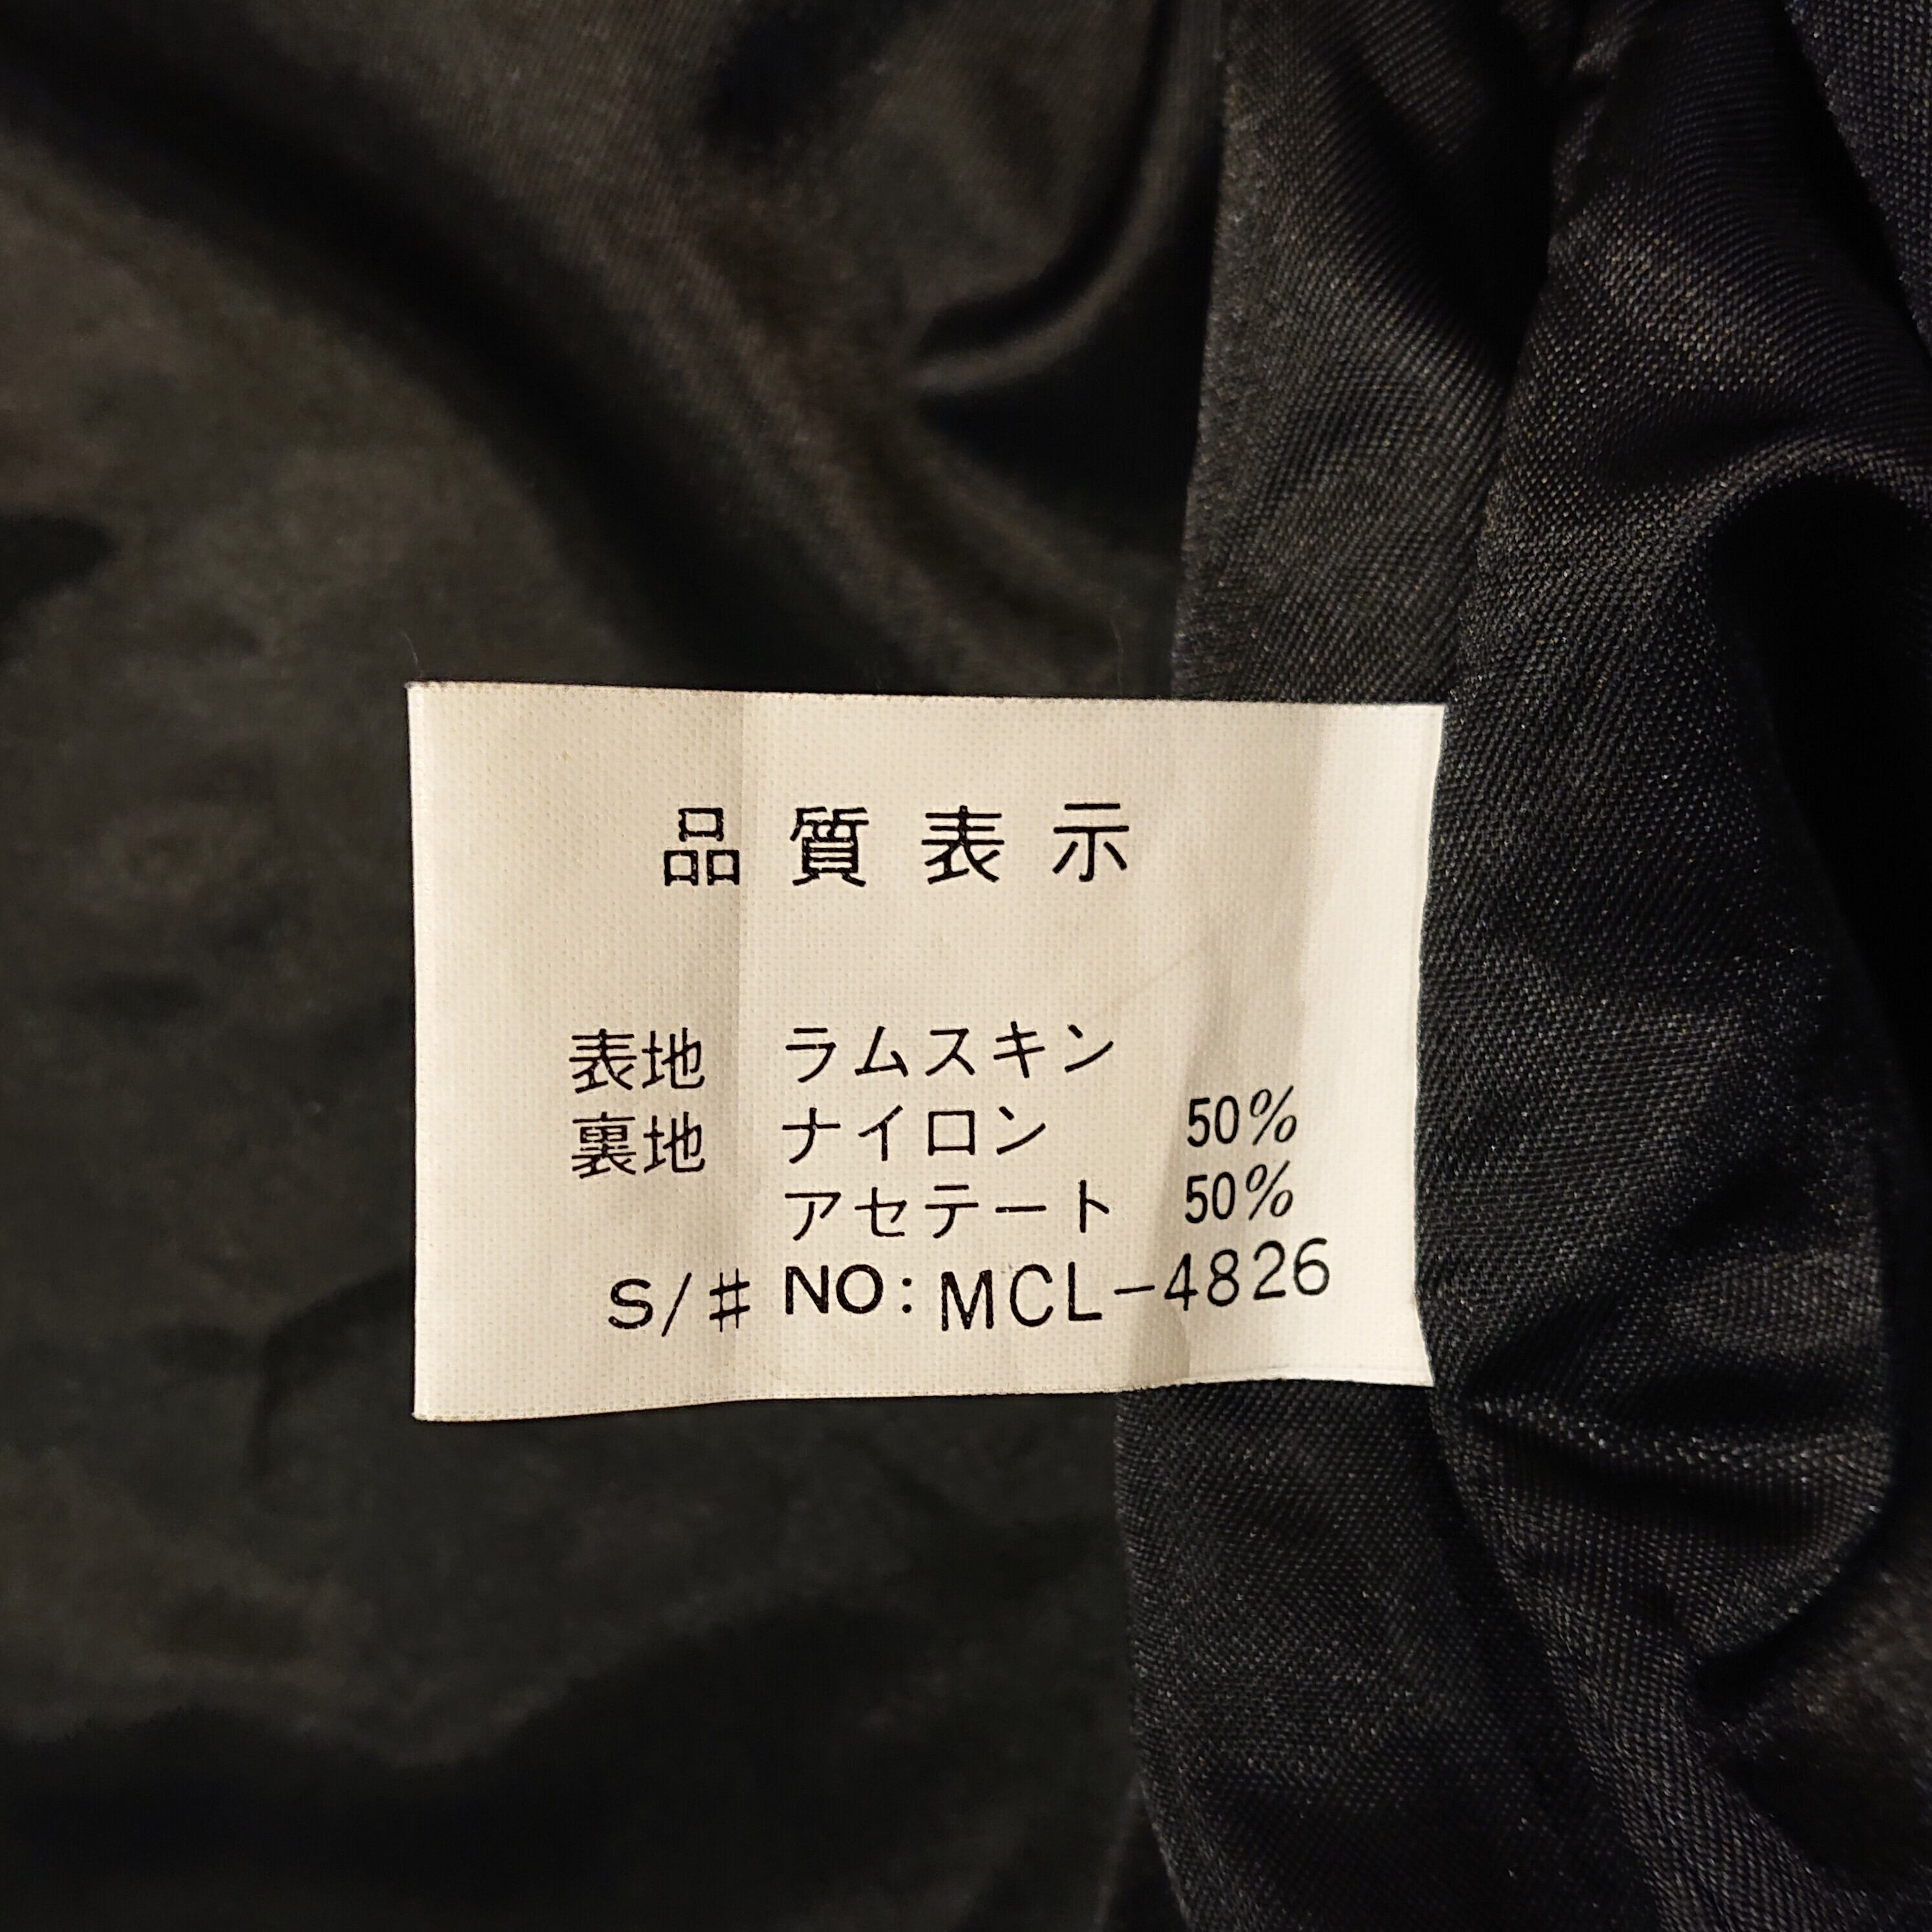 品質表示
表地 ラムスキン
裏地 ナイロン 50%
アセテート 50%
S/# NO: MCL-4826